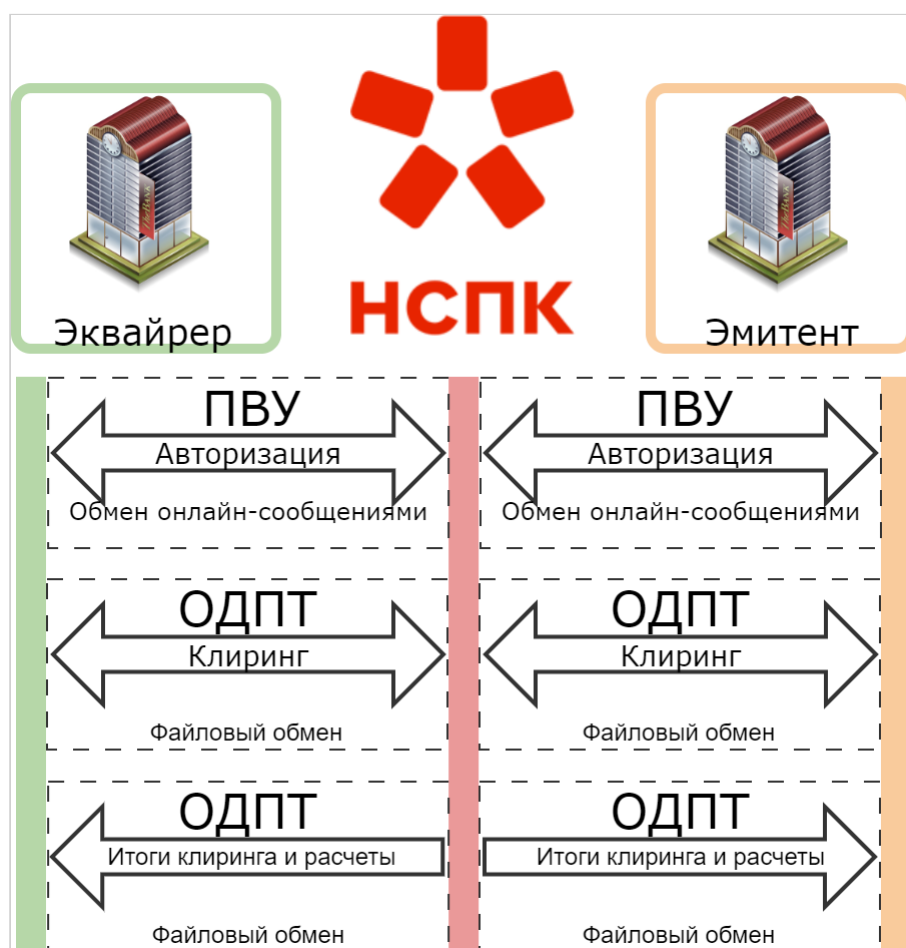 НСПК
Эквайрер
Эмитент
ПВУ
Авторизация
Обмен онлайн-сообщениями
ПВУ
Авторизация
Обмен онлайн-сообщениями
ОДПТ
Клиринг
Файловый обмен
ОДПТ
Клиринг
Файловый обмен
ОДПТ
Итоги клиринга и расчеты
Файловый обмен
ОДПТ
Итоги клиринга и расчеты
Файловый обмен